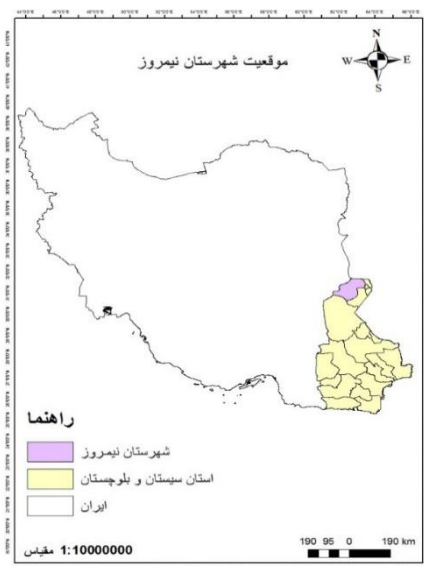 موقعیت شهرستان نیمروز
N
W E
S
راهنما
شهرستان نیمروز
استان سیستان و بلوچستان
ایران
مقیاس 1:10000000
190 95 0 190 km